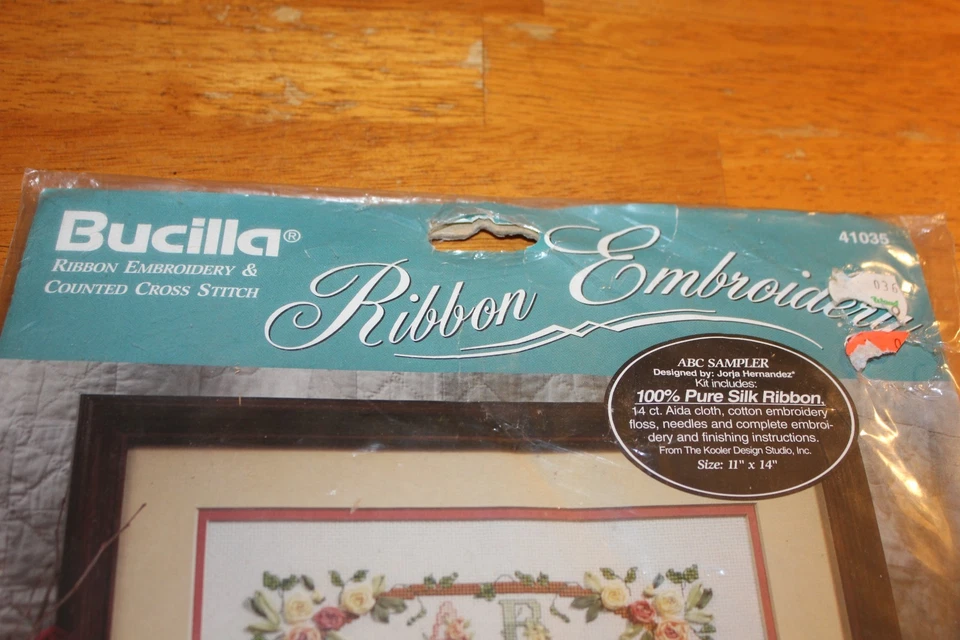 Bucilla®
RIBBON EMBROIDERY &
COUNTED CROSS STITCH
Ribbon Embroidery
41035
036
ABC SAMPLER
Designed by: Jorja Hernandez*
Kit includes:
100% Pure Silk Ribbon,
14 ct. Aida cloth, cotton embroidery
floss, needles and complete embroi-
dery and finishing instructions.
From The Kooler Design Studio, Inc.
Size: 11" x 14"